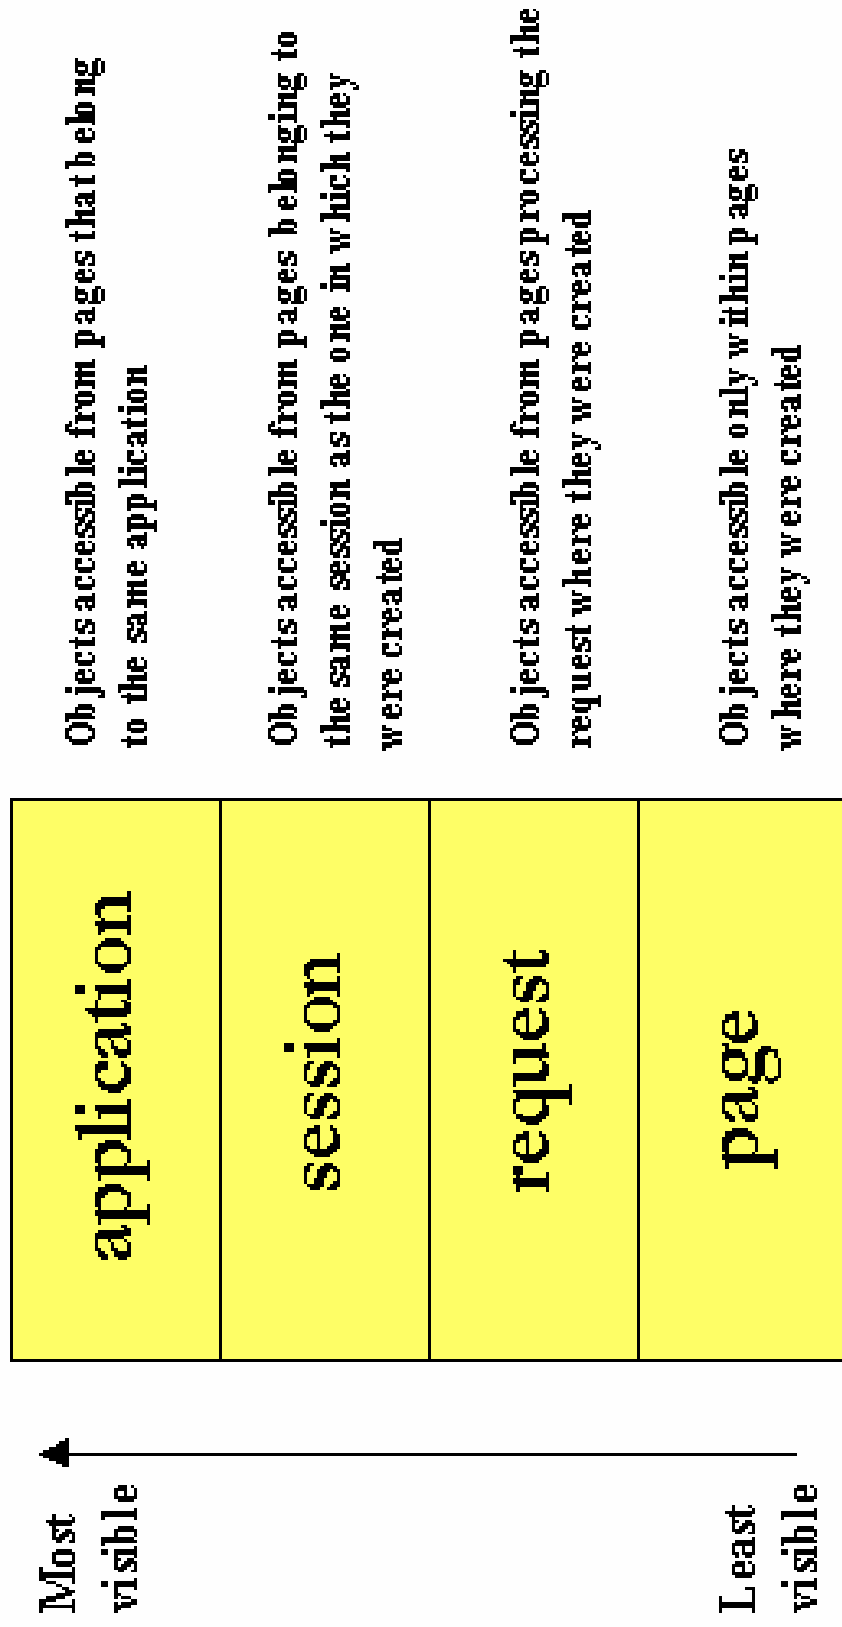 Most
visible
Least
visible
application
session
request
page
Objects accessible from pages that belong
to the same application
Objects accessible from pages belonging to
the same session as the one in which they
were created
Objects accessible from pages processing the
request where they were created
Objects accessible only within pages
where they were created